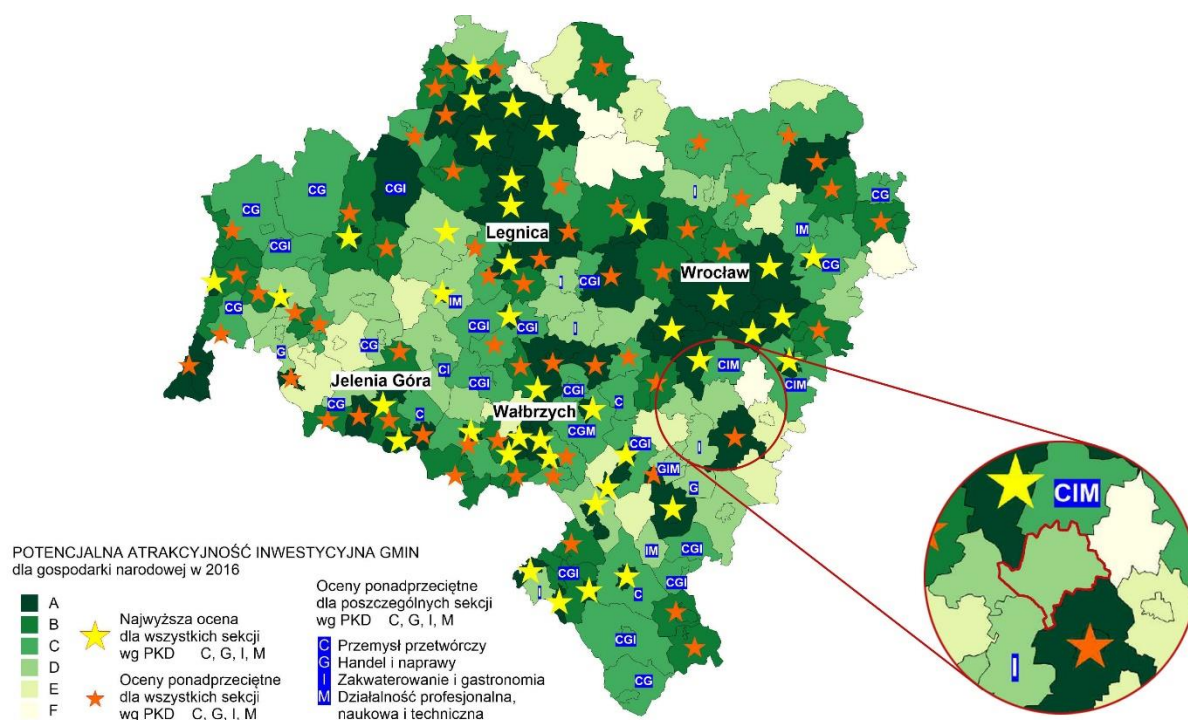 CG
CGI
I
CG
CG
IM
Legnica
CGI
CG
Wrocław
I
CGI
IM
CG
CGI
CGI
I
CG
G
CIM
CI
Jelenia Góra
CGI
CIM
CGI
C
CG
Wałbrzych
C
CGM
CGI
I
GIM
G
CIM
IM
CGI
CGI
CGI
I
C
CGI
I
CG
POTENCJALNA ATRAKCYJNOŚĆ INWESTYCYJNA GMIN
dla gospodarki narodowej w 2016
A
B
C
D
E
F
Najwyższa ocena
dla wszystkich sekcji
wg PKD C, G, I, M
Oceny ponadprzeciętne
dla wszystkich sekcji
wg PKD C, G, I, M
Oceny ponadprzeciętne
dla poszczególnych sekcji
wg PKD C, G, I, M
C Przemysł przetwórczy
G Handel i naprawy
I Zakwaterowanie i gastronomia
M Działalność profesjonalna,
naukowa i techniczna